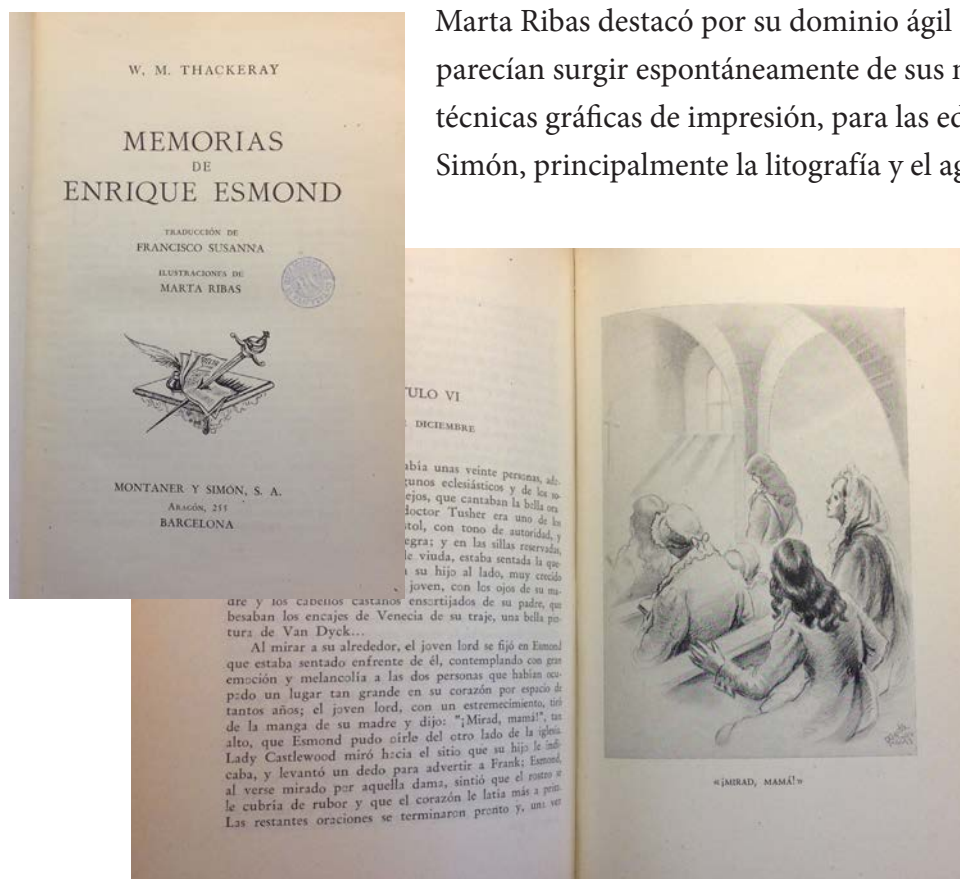 Marta Ribas destacó por su dominio ágil
parecían surgir espontáneamente de sus
técnicas gráficas de impresión, para las
Simón, principalmente la litografía y el
W. M. THACKERAY
MEMORIAS
DE
ENRIQUE ESMOND
TRADUCCIÓN DE
FRANCISCO SUSANNA
ILUSTRACIONES DE
MARTA RIBAS
MONTANER Y SIMÓN, S. A.
ARAGÓN, 255
BARCELONA
TULO VI
DICIEMBRE
abía unas veinte personas, ade-
gunos eclesiásticos y de los so-
ejos, que cantaban la bella ora
doctor Tusher era uno de los
tol, con tono de autoridad, y
egra; y en las sillas reservadas,
le viuda, estaba sentada la que-
su hijo al lado, muy crecido
joven, con los ojos de su ma-
dre y los cabellos castaños ensortijados de su padre, que
besaban los encajes de Venecia de su traje, una bella pin-
tura de Van Dyck...
Al mirar a su alrededor, el joven lord se fijó en Esmond
que estaba sentado enfrente de él, contemplando con gran
emoción y melancolía a las dos personas que habían ocu-
pado un lugar tan grande en su corazón por espacio de
tantos años; el joven lord, con un estremecimiento, tiró
de la manga de su madre y dijo: "¡Mirad, mamá!", tan
alto, que Esmond pudo oírle del otro lado de la iglesia.
Lady Castlewood miró hacia el sitio que su hijo le indi-
caba, y levantó un dedo para advertir a Frank; Esmond,
al verse mirado por aquella dama, sintió que el rostro se
le cubría de rubor y que el corazón le latía más a prin-
Las restantes oraciones se terminaron pronto y, una vez
«¡MIRAD, MAMÁ!»